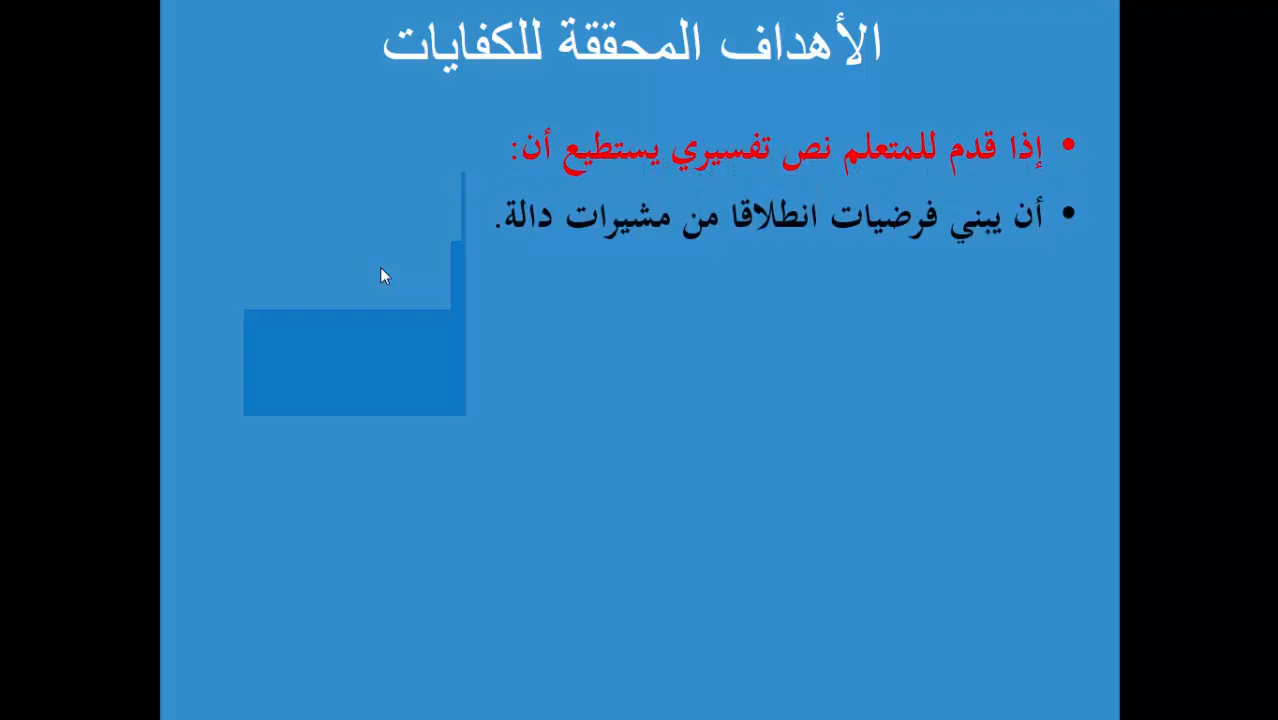 الأهداف المحققة للكفايات
• إذا قدم للمتعلم نص تفسيري يستطيع أن:
• أن يبني فرضيات انطلاقا من مشيرات دالة.